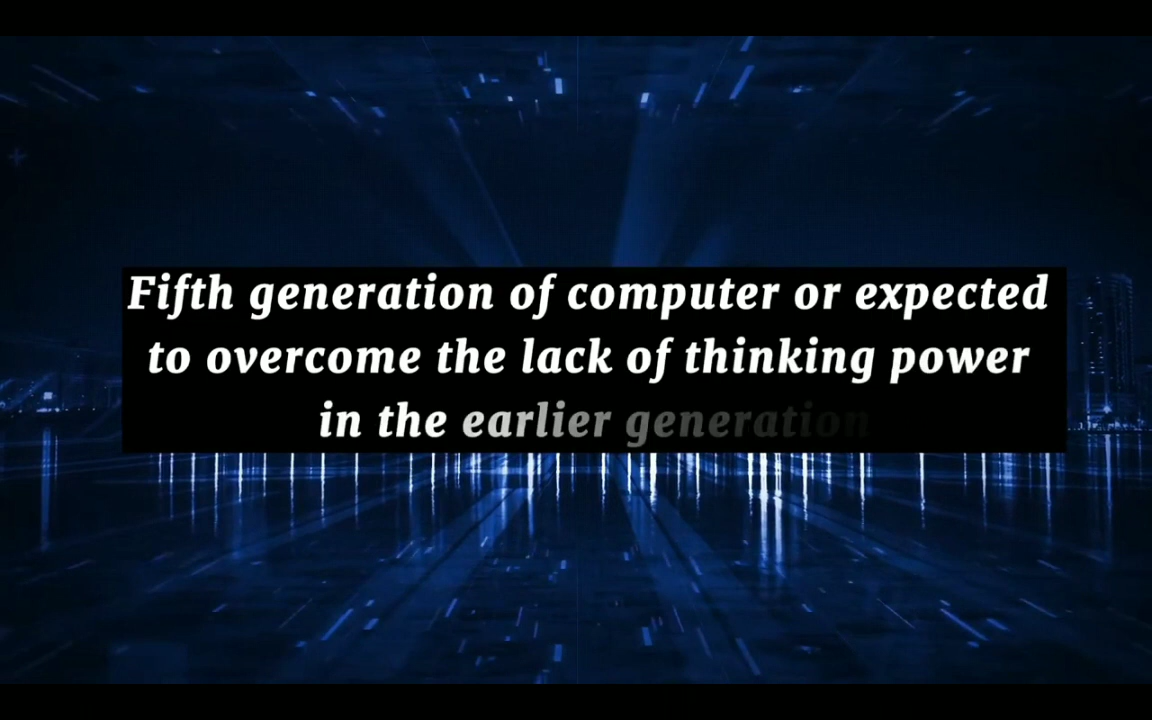 Fifth generation of computer or expected
to overcome the lack of thinking power
in the earlier generation